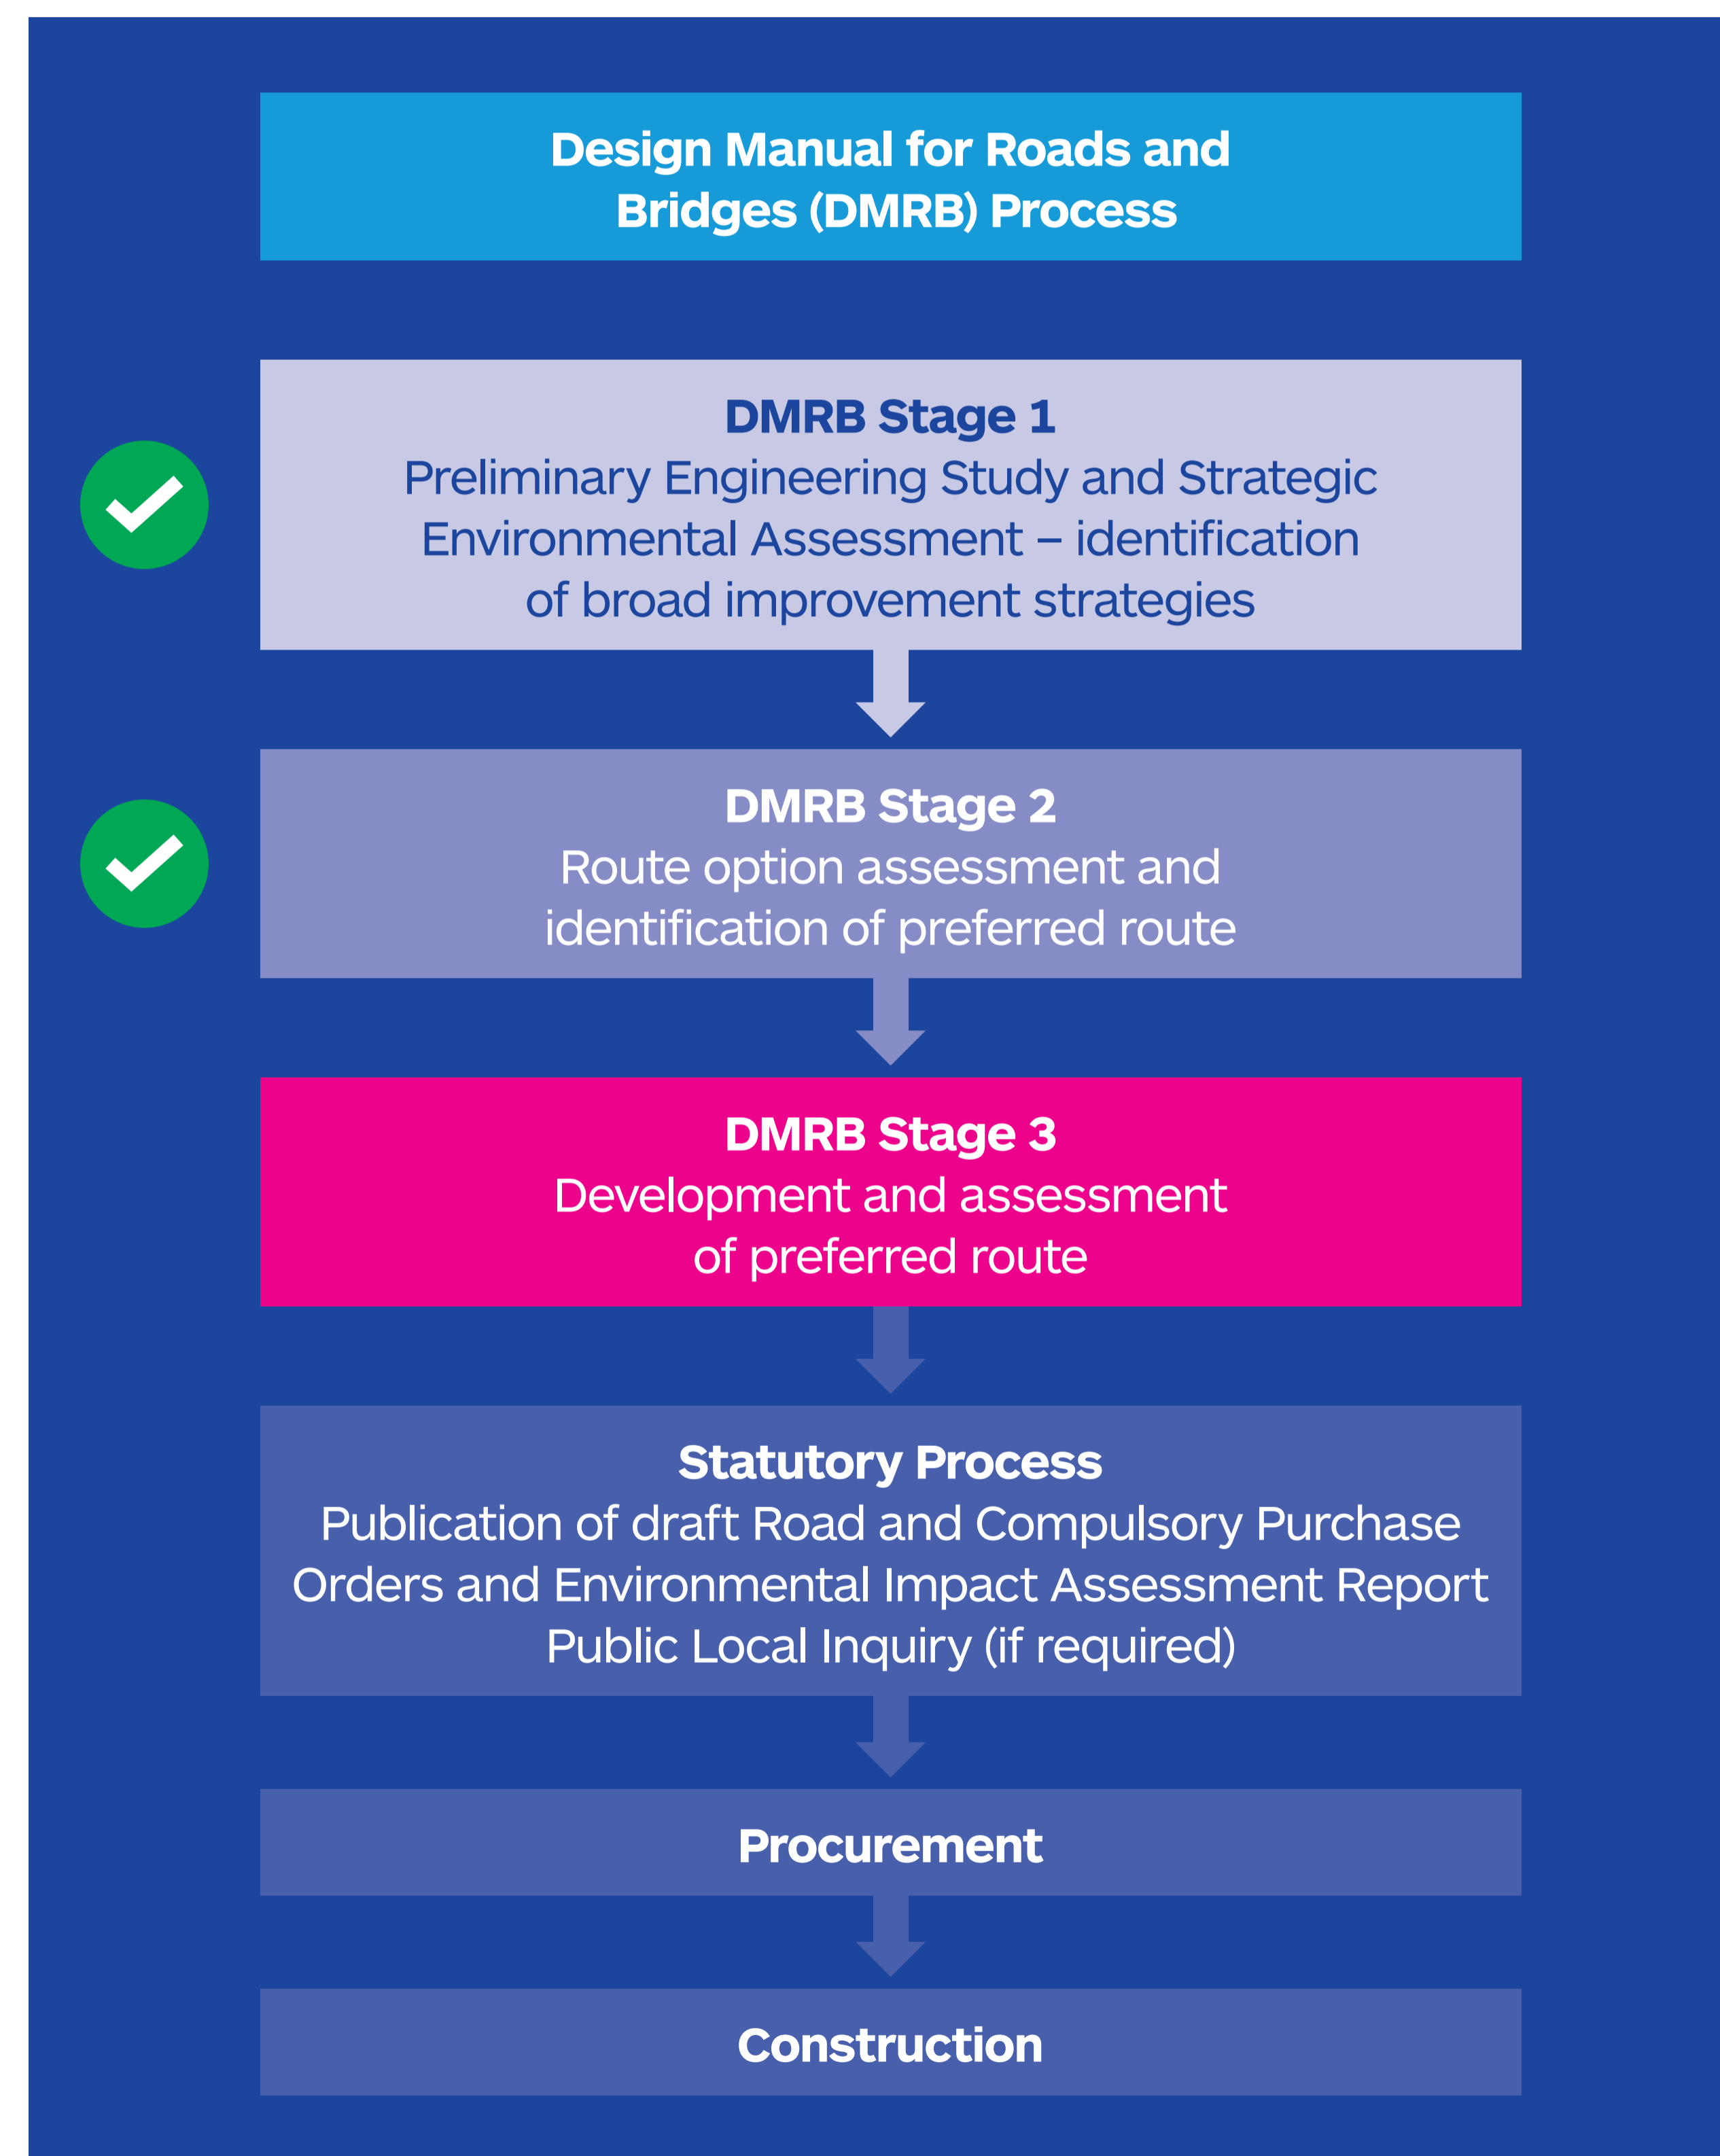 Design Manual for Roads and
Bridges (DMRB) Process
DMRB Stage 1
Preliminary Engineering Study and Strategic
Environmental Assessment – identification
of broad improvement strategies
DMRB Stage 2
Route option assessment and
identification of preferred route
DMRB Stage 3
Development and assessment
of preferred route
Statutory Process
Publication of draft Road and Compulsory Purchase
Orders and Environmental Impact Assessment Report
Public Local Inquiry (if required)
Procurement
Construction